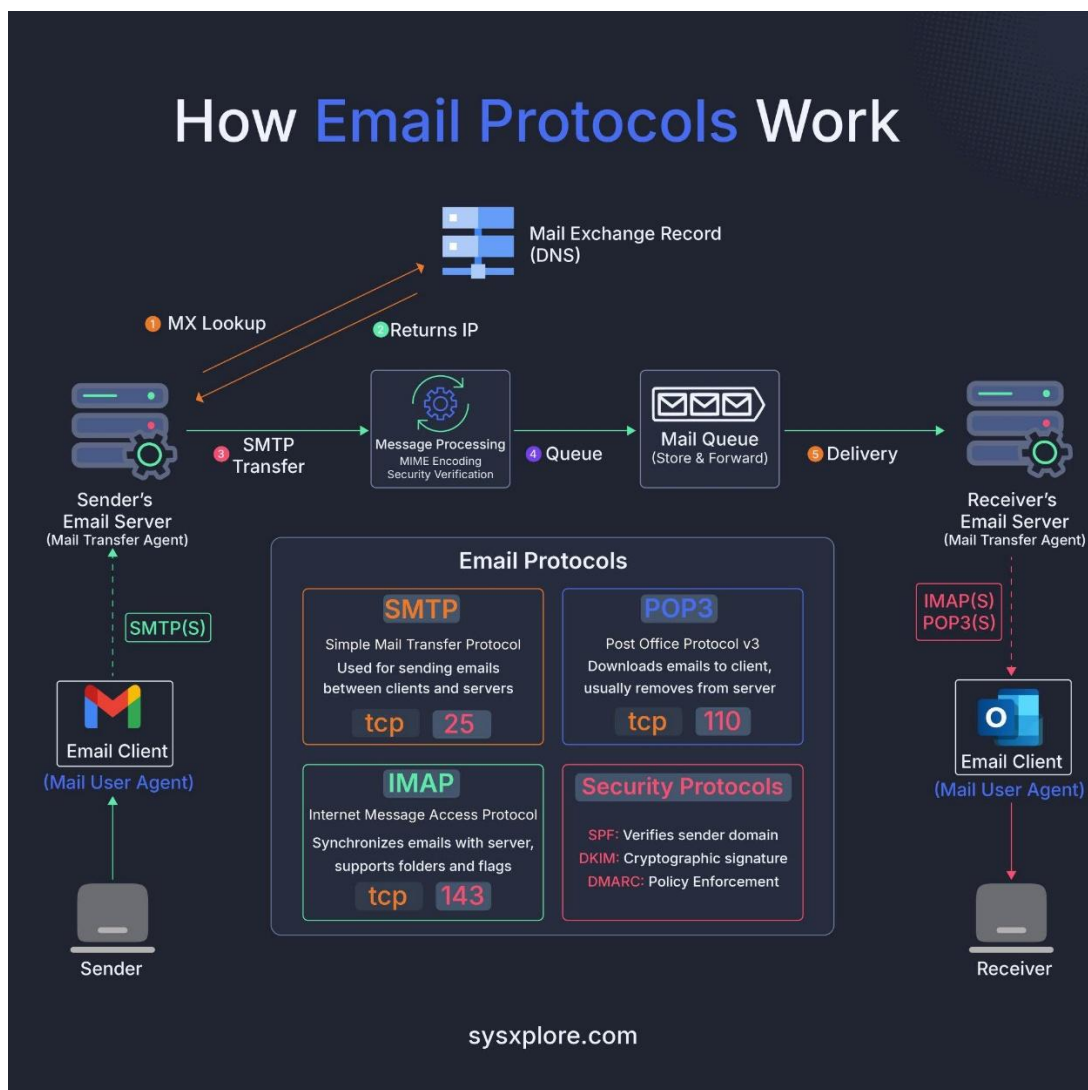 How Email Protocols Work
Mail Exchange Record
(DNS)
1 MX Lookup
2 Returns IP
Sender's
Email Server
(Mail Transfer Agent)
3 SMTP
Transfer
Message Processing
MIME Encoding
Security Verification
4 Queue
Mail Queue
(Store & Forward)
5 Delivery
Receiver's
Email Server
(Mail Transfer Agent)
SMTP(S)
Email Client
(Mail User Agent)
Sender
Email Protocols
SMTP
Simple Mail Transfer Protocol
Used for sending emails
between clients and servers
tcp 25
POP3
Post Office Protocol v3
Downloads emails to client,
usually removes from server
tcp 110
IMAP
Internet Message Access Protocol
Synchronizes emails with server,
supports folders and flags
tcp 143
Security Protocols
SPF: Verifies sender domain
DKIM: Cryptographic signature
DMARC: Policy Enforcement
IMAP(S)
POP3(S)
O
Email Client
(Mail User Agent)
Receiver
sysxplore.com